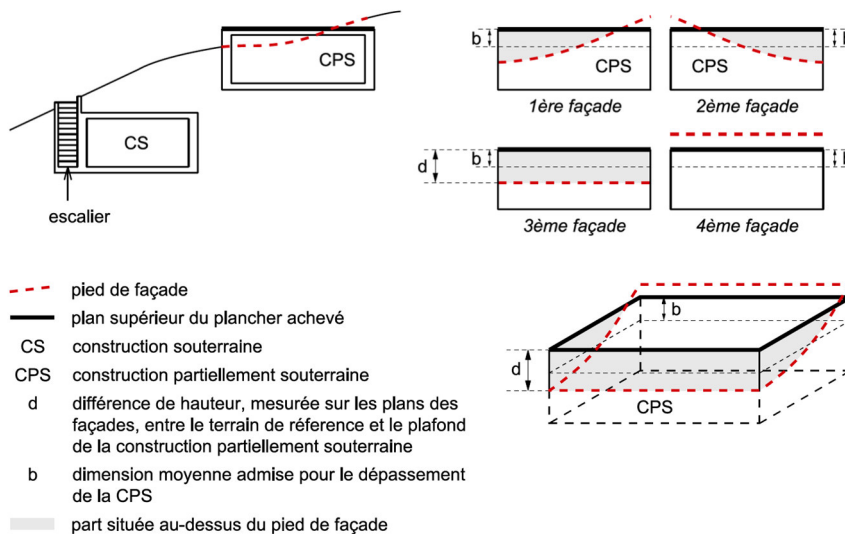 CPS
CS
escalier
b
CPS
1ère façade
b
CPS
2ème façade
d
b
3ème façade
b
4ème façade
pied de façade
plan supérieur du plancher achevé
CS construction souterraine
CPS construction partiellement souterraine
d différence de hauteur, mesurée sur les plans des
façades, entre le terrain de réference et le plafond
de la construction partiellement souterraine
b dimension moyenne admise pour le dépassement
de la CPS
part située au-dessus du pied de façade
b
d
CPS